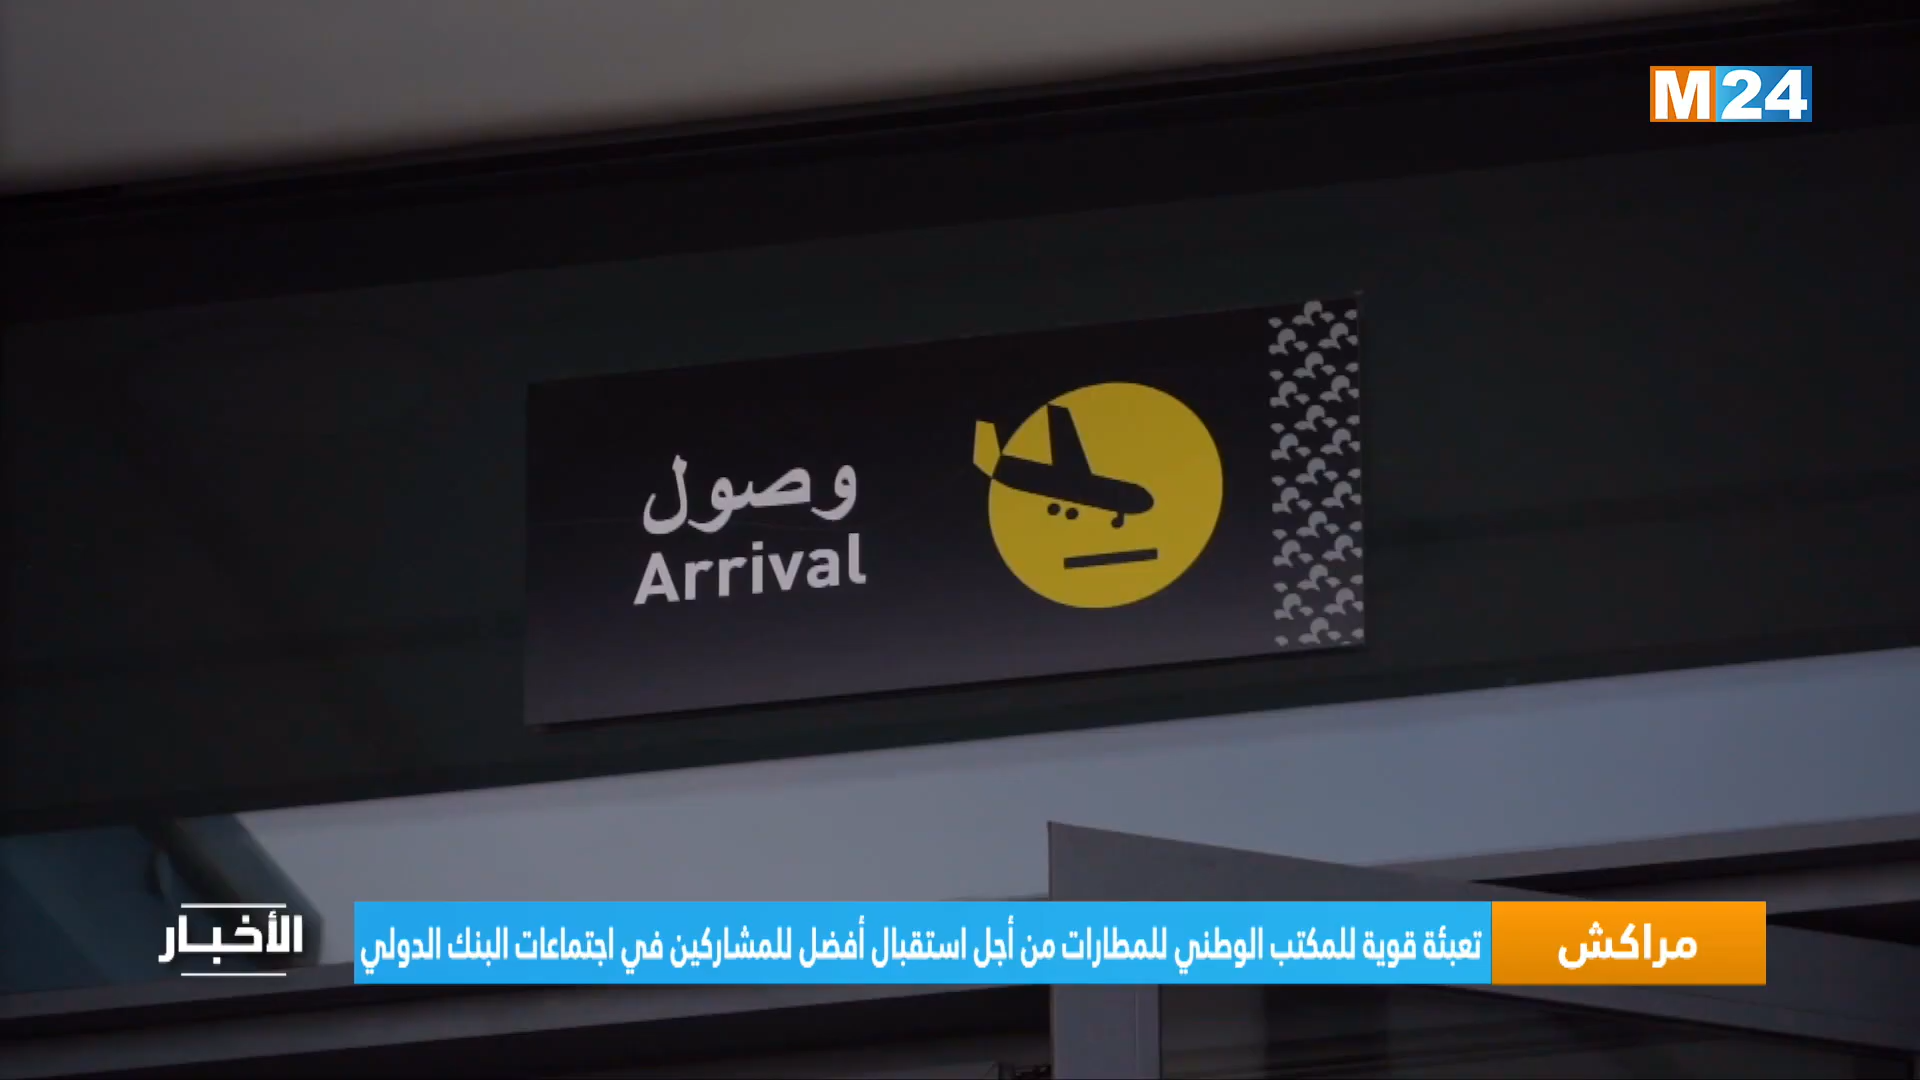 M24
وصول
Arrival
مراكش
تعبئة قوية للمكتب الوطني للمطارات من أجل استقبال أفضل للمشاركين في اجتماعات البنك الدولي
الأخبار